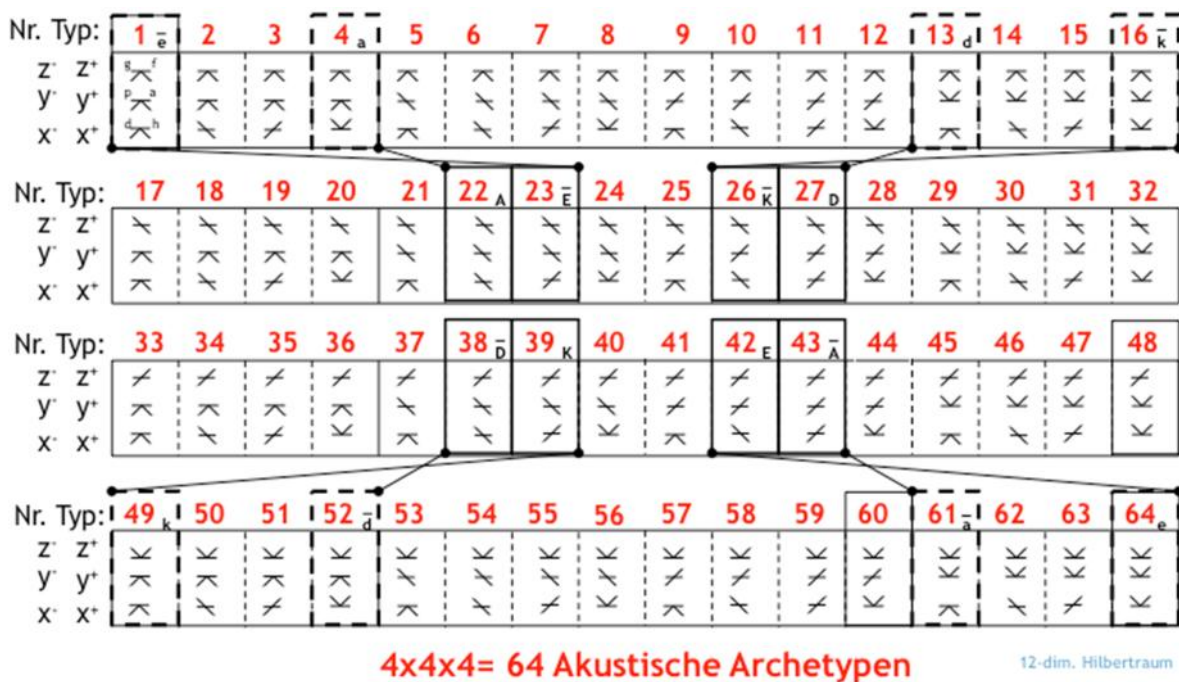 Nr. Typ: 1 e̅ 2 3 4 a 5 6 7 8 9 10 11 12 13 d 14 15 16 k̅
z⁻ z⁺ g f
y⁻ y⁺ p a
x⁻ x⁺ d h
Nr. Typ: 17 18 19 20 21 22 A 23 E̅ 24 25 26 K̅ 27 D 28 29 30 31 32
z⁻ z⁺
y⁻ y⁺
x⁻ x⁺
Nr. Typ: 33 34 35 36 37 38 D̅ 39 K 40 41 42 E 43 A̅ 44 45 46 47 48
z⁻ z⁺
y⁻ y⁺
x⁻ x⁺
Nr. Typ: 49 k 50 51 52 d̅ 53 54 55 56 57 58 59 60 61 a̅ 62 63 64 e
z⁻ z⁺
y⁻ y⁺
x⁻ x⁺
4x4x4= 64 Akustische Archetypen
12-dim. Hilbertraum